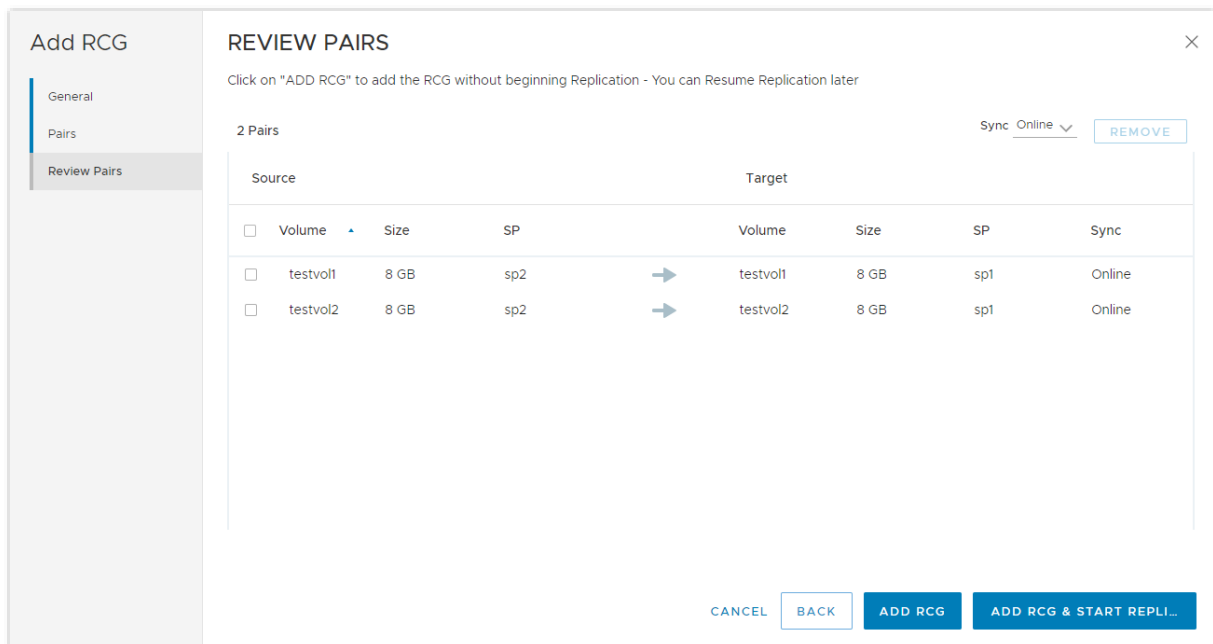 Add RCG
General
Pairs
Review Pairs
REVIEW PAIRS
Click on "ADD RCG" to add the RCG without beginning Replication - You can Resume Replication later
2 Pairs
Sync Online
REMOVE
Source Target
Volume Size SP Volume Size SP Sync
testvol1 8 GB sp2 testvol1 8 GB sp1 Online
testvol2 8 GB sp2 testvol2 8 GB sp1 Online
CANCEL BACK ADD RCG ADD RCG & START REPLI...